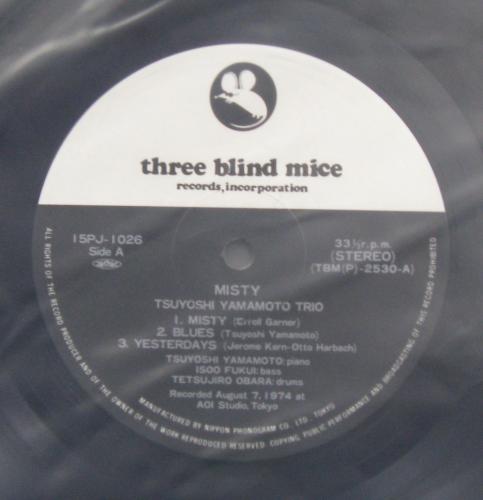 three blind mice
records, incorporation
15PJ-1026
Side A
33⅓ r.p.m.
(STEREO)
(TBM(P)-2530-A)
MISTY
TSUYOSHI YAMAMOTO TRIO
1. MISTY (Erroll Garner)
2. BLUES (Tsuyoshi Yamamoto)
3. YESTERDAYS (Jerome Kern-Otto Harbach)
TSUYOSHI YAMAMOTO: piano
ISOO FUKUI: bass
TETSUJIRO OBARA: drums
Recorded August 7, 1974 at
AOI Studio, Tokyo
MANUFACTURED BY NIPPON PHONOGRAM CO. LTD. TOKYO
ALL RIGHTS OF THE RECORD PRODUCER AND OF THE OWNER OF THE WORK REPRODUCED RESERVED. COPYING, PUBLIC PERFORMANCE AND BROADCASTING OF THIS RECORD PROHIBITED